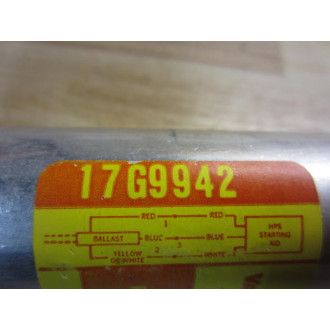 17G9942
RED 1 RED
HPS
BALLAST BLUE 3 BLUE STARTING
AID
YELLOW 2 WHITE
OR WHITE